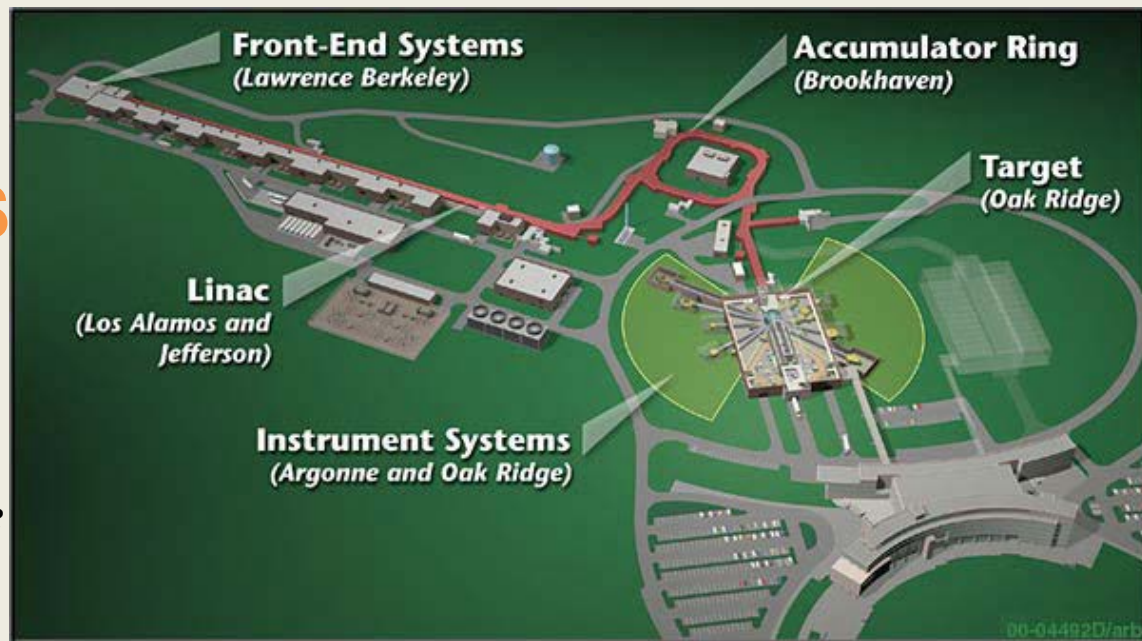 Front-End Systems
(Lawrence Berkeley)
Accumulator Ring
(Brookhaven)
S
Target
(Oak Ridge)
Linac
(Los Alamos and
Jefferson)
Instrument Systems
(Argonne and Oak Ridge)
.
00-04492D/arb